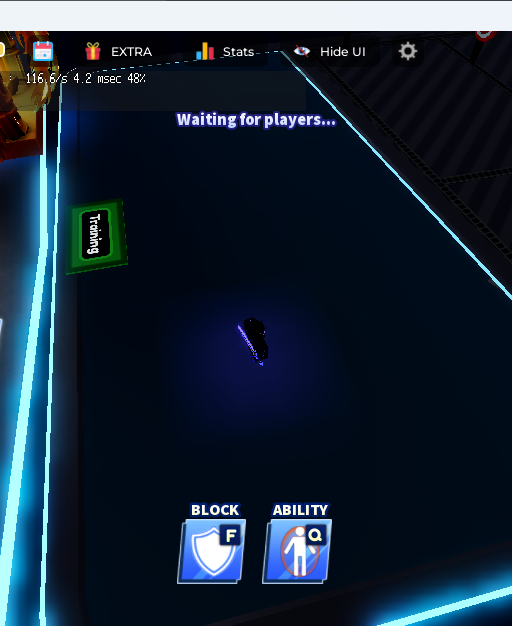 EXTRA
Stats
Hide UI
: 116.6/s 4.2 msec 48%
Waiting for players...
Training
BLOCK
ABILITY
F
Q